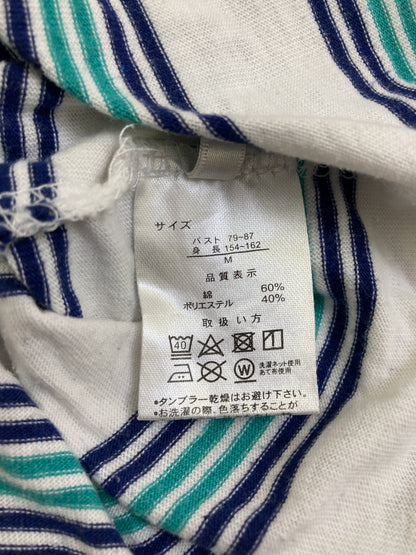 サイズ
バスト 79~87
身長 154~162
M
品質表示
綿 60%
ポリエステル 40%
取扱い方
40
W
洗濯ネット使用
あて布使用
•タンブラー乾燥はお避け下さい。
•お洗濯の際、色落ちすることが